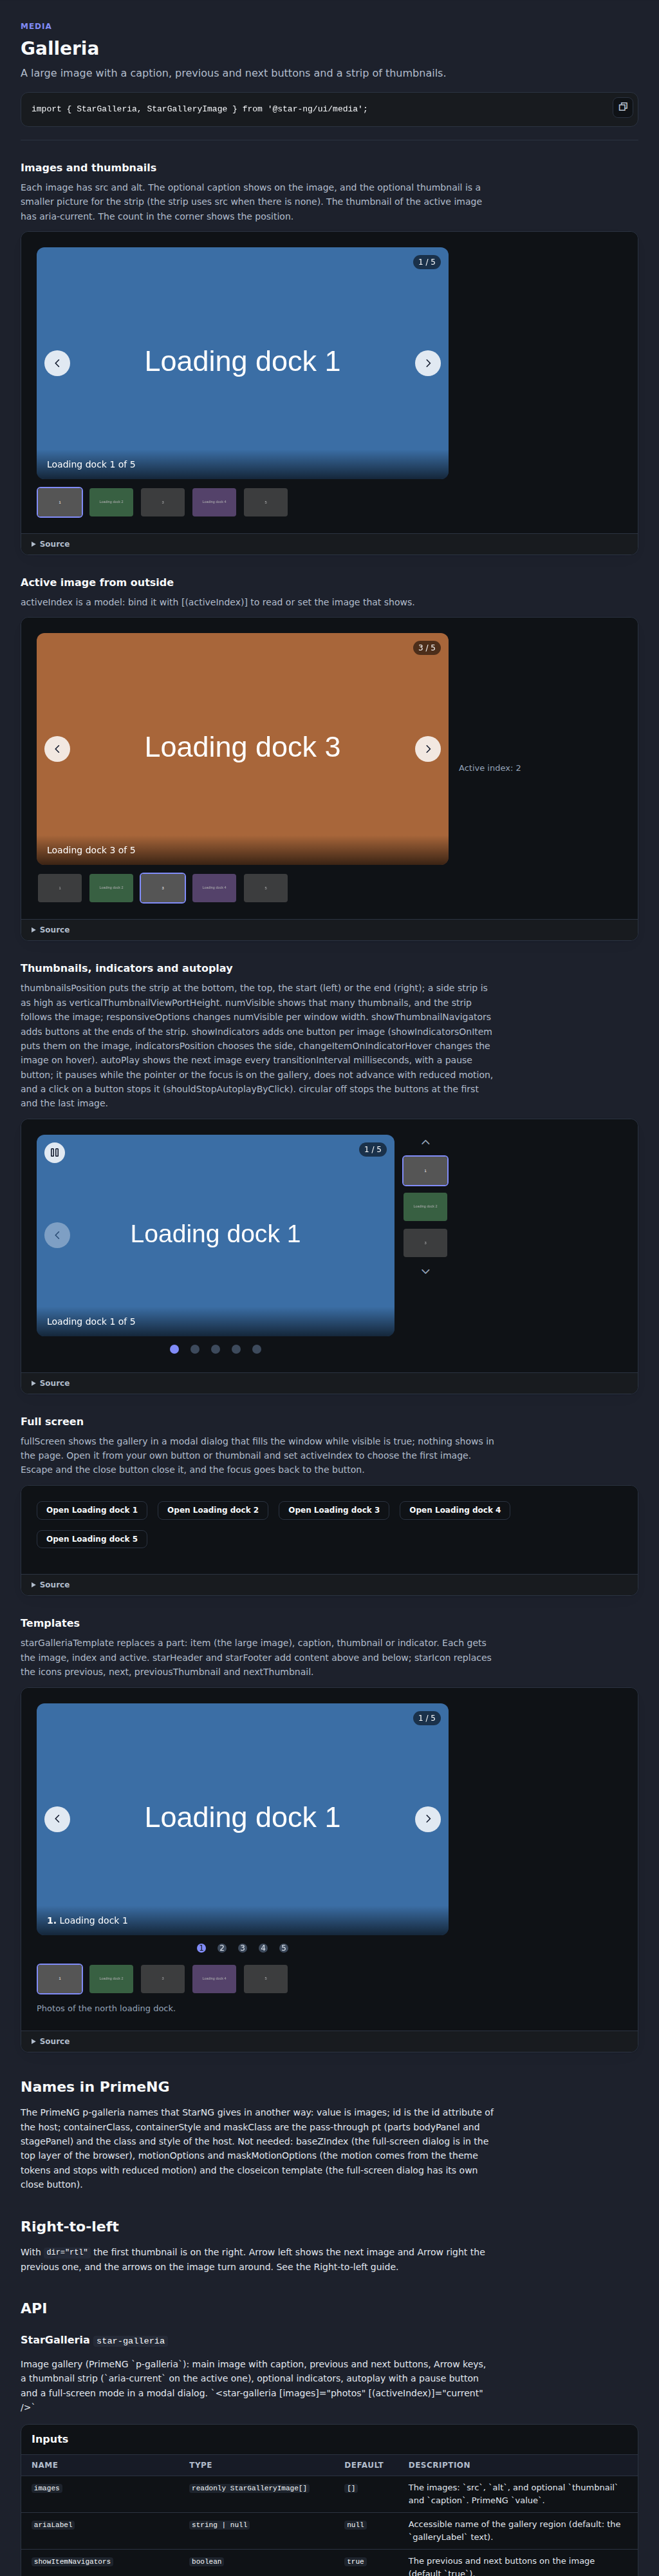 MEDIA
Galleria
A large image with a caption, previous and next buttons and a strip of thumbnails.
import { StarGalleria, StarGalleryImage } from '@star-ng/ui/media';
Images and thumbnails
Each image has src and alt. The optional caption shows on the image, and the optional thumbnail is a
smaller picture for the strip (the strip uses src when there is none). The thumbnail of the active image
has aria-current. The count in the corner shows the position.
1 / 5
Loading dock 1
Loading dock 1 of 5
Loading dock 2
Loading dock 4
Source
Active image from outside
activeIndex is a model: bind it with [(activeIndex)] to read or set the image that shows.
3 / 5
Loading dock 3
Active index: 2
Loading dock 3 of 5
Loading dock 2
Loading dock 4
Source
Thumbnails, indicators and autoplay
thumbnailsPosition puts the strip at the bottom, the top, the start (left) or the end (right); a side strip is
as high as verticalThumbnailViewPortHeight. numVisible shows that many thumbnails, and the strip
follows the image; responsiveOptions changes numVisible per window width. showThumbnailNavigators
adds buttons at the ends of the strip. showIndicators adds one button per image (showIndicatorsOnItem
puts them on the image, indicatorsPosition chooses the side, changeItemOnIndicatorHover changes the
image on hover). autoPlay shows the next image every transitionInterval milliseconds, with a pause
button; it pauses while the pointer or the focus is on the gallery, does not advance with reduced motion,
and a click on a button stops it (shouldStopAutoplayByClick). circular off stops the buttons at the first
and the last image.
1 / 5
Loading dock 2
Loading dock 1
Loading dock 1 of 5
Source
Full screen
fullScreen shows the gallery in a modal dialog that fills the window while visible is true; nothing shows in
the page. Open it from your own button or thumbnail and set activeIndex to choose the first image.
Escape and the close button close it, and the focus goes back to the button.
Open Loading dock 1
Open Loading dock 2
Open Loading dock 3
Open Loading dock 4
Open Loading dock 5
Source
Templates
starGalleriaTemplate replaces a part: item (the large image), caption, thumbnail or indicator. Each gets
the image, index and active. starHeader and starFooter add content above and below; starIcon replaces
the icons previous, next, previousThumbnail and nextThumbnail.
1 / 5
Loading dock 1
1. Loading dock 1
1 2 3 4 5
Loading dock 2
Loading dock 4
Photos of the north loading dock.
Source
Names in PrimeNG
The PrimeNG p-galleria names that StarNG gives in another way: value is images; id is the id attribute of
the host; containerClass, containerStyle and maskClass are the pass-through pt (parts bodyPanel and
stagePanel) and the class and style of the host. Not needed: baseZIndex (the full-screen dialog is in the
top layer of the browser), motionOptions and maskMotionOptions (the motion comes from the theme
tokens and stops with reduced motion) and the closeicon template (the full-screen dialog has its own
close button).
Right-to-left
With dir="rtl" the first thumbnail is on the right. Arrow left shows the next image and Arrow right the
previous one, and the arrows on the image turn around. See the Right-to-left guide.
API
StarGalleria star-galleria
Image gallery (PrimeNG `p-galleria`): main image with caption, previous and next buttons, Arrow keys,
a thumbnail strip (`aria-current` on the active one), optional indicators, autoplay with a pause button
and a full-screen mode in a modal dialog. `<star-galleria [images]="photos" [(activeIndex)]="current"
/>`
Inputs
NAME TYPE DEFAULT DESCRIPTION
images readonly StarGalleryImage[] [] The images: `src`, `alt`, and optional `thumbnail`
and `caption`. PrimeNG `value`.
ariaLabel string | null null Accessible name of the gallery region (default: the
`galleryLabel` text).
showItemNavigators boolean true The previous and next buttons on the image
(default `true`).